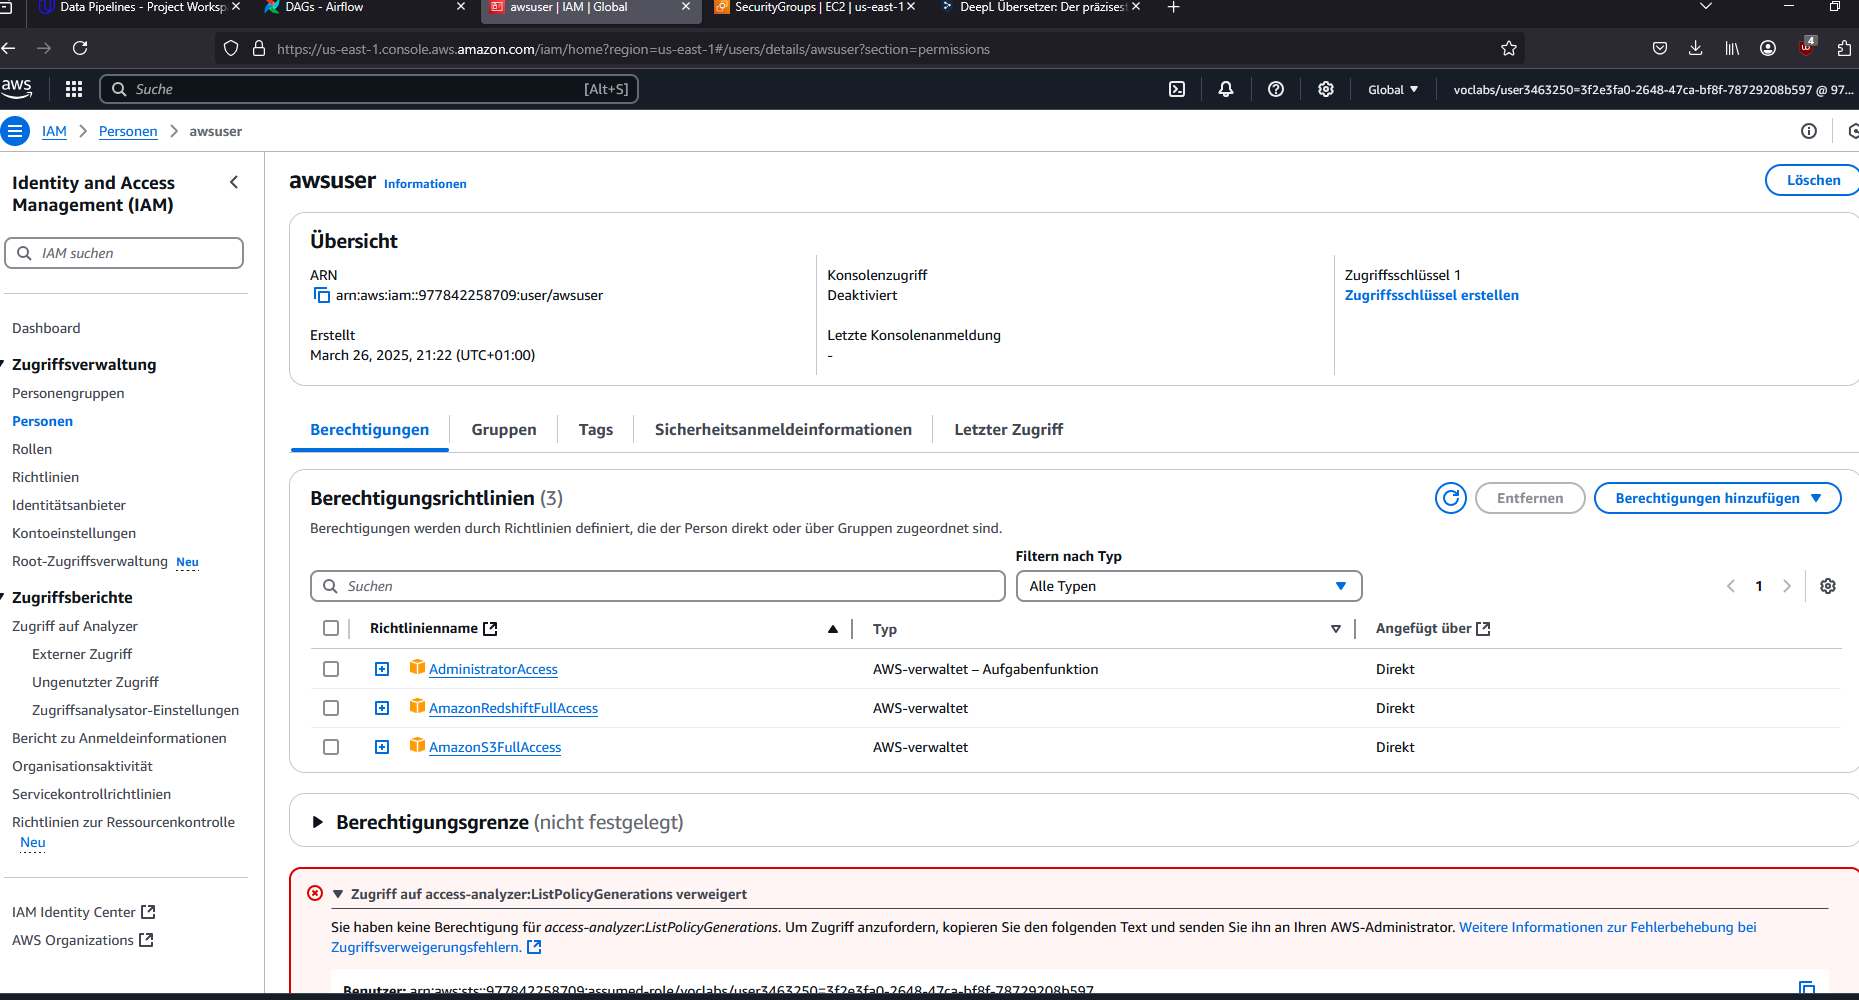 Data Pipelines - Project Worksp
DAGs - Airflow
awsuser | IAM | Global
SecurityGroups | EC2 | us-east-1
DeepL Übersetzer: Der präzises
https://us-east-1.console.aws.amazon.com/iam/home?region=us-east-1#/users/details/awsuser?section=permissions
4
aws
Suche
[Alt+S]
Global
voclabs/user3463250=3f2e3fa0-2648-47ca-bf8f-78729208b597 @ 97...
IAM
Personen
awsuser
Identity and Access
Management (IAM)
IAM suchen
Dashboard
Zugriffsverwaltung
Personengruppen
Personen
Rollen
Richtlinien
Identitätsanbieter
Kontoeinstellungen
Root-Zugriffsverwaltung Neu
Zugriffsberichte
Zugriff auf Analyzer
Externer Zugriff
Ungenutzter Zugriff
Zugriffsanalysator-Einstellungen
Bericht zu Anmeldeinformationen
Organisationsaktivität
Servicekontrollrichtlinien
Richtlinien zur Ressourcenkontrolle
Neu
IAM Identity Center
AWS Organizations
awsuser Informationen
Löschen
Übersicht
ARN
arn:aws:iam::977842258709:user/awsuser
Erstellt
March 26, 2025, 21:22 (UTC+01:00)
Konsolenzugriff
Deaktiviert
Letzte Konsolenanmeldung
-
Zugriffsschlüssel 1
Zugriffsschlüssel erstellen
Berechtigungen
Gruppen
Tags
Sicherheitsanmeldeinformationen
Letzter Zugriff
Berechtigungsrichtlinien (3)
Entfernen
Berechtigungen hinzufügen
Berechtigungen werden durch Richtlinien definiert, die der Person direkt oder über Gruppen zugeordnet sind.
Filtern nach Typ
Suchen
Alle Typen
1
Richtlinienname
Typ
Angefügt über
AdministratorAccess
AWS-verwaltet – Aufgabenfunktion
Direkt
AmazonRedshiftFullAccess
AWS-verwaltet
Direkt
AmazonS3FullAccess
AWS-verwaltet
Direkt
Berechtigungsgrenze (nicht festgelegt)
Zugriff auf access-analyzer:ListPolicyGenerations verweigert
Sie haben keine Berechtigung für access-analyzer:ListPolicyGenerations. Um Zugriff anzufordern, kopieren Sie den folgenden Text und senden Sie ihn an Ihren AWS-Administrator. Weitere Informationen zur Fehlerbehebung bei
Zugriffsverweigerungsfehlern.
Benutzer: arn:aws:sts::977842258709:assumed-role/voclabs/user3463250=3f2e3fa0-2648-47ca-bf8f-78729208b597